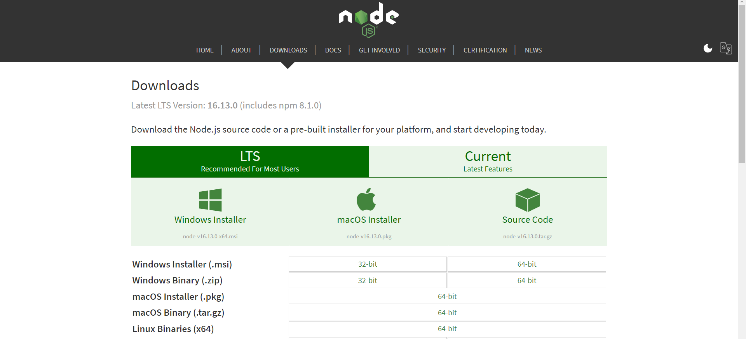 node
JS
HOME ABOUT DOWNLOADS DOCS GET INVOLVED SECURITY CERTIFICATION NEWS
Downloads
Latest LTS Version: 16.13.0 (includes npm 8.1.0)
Download the Node.js source code or a pre-built installer for your platform, and start developing today.
LTS Current
Recommended For Most Users Latest Features
Windows Installer macOS Installer Source Code
node-v16.13.0-x64.msi node-v16.13.0.pkg node-v16.13.0.tar.gz
Windows Installer (.msi) 32-bit 64-bit
Windows Binary (.zip) 32-bit 64-bit
macOS Installer (.pkg) 64-bit
macOS Binary (.tar.gz) 64-bit
Linux Binaries (x64) 64-bit